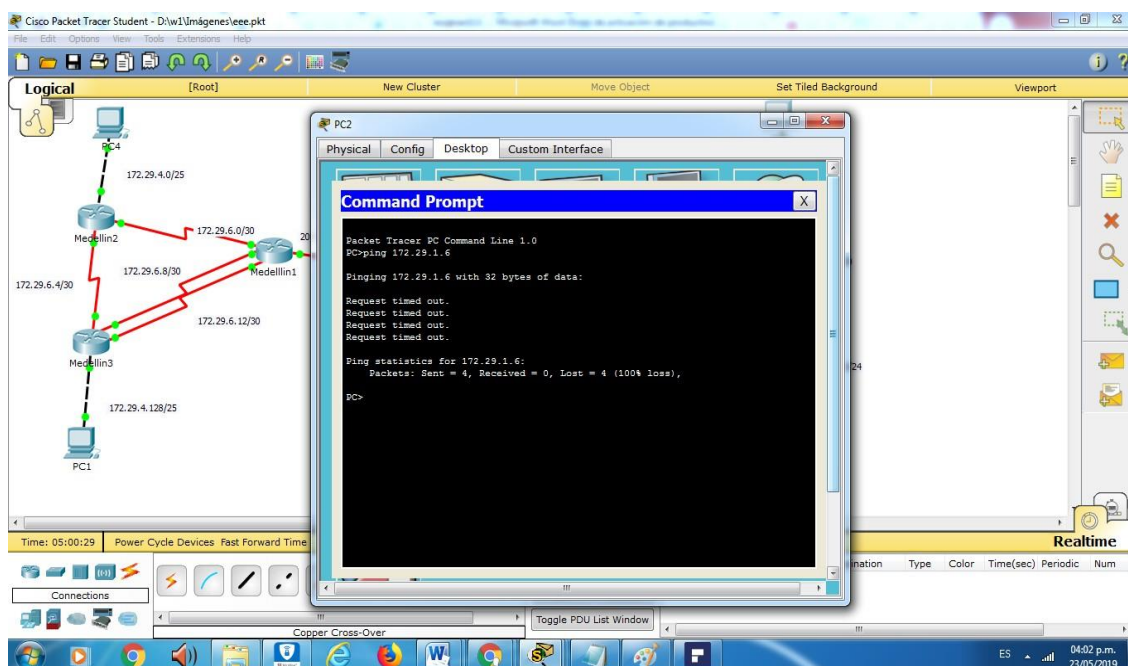 Cisco Packet Tracer Student - D:\w1\Imágenes\eee.pkt
File Edit Options View Tools Extensions Help
Logical [Root] New Cluster Move Object Set Tiled Background Viewport
PC4
172.29.4.0/25
Medellin2
172.29.6.0/30
20
Medelllin1
172.29.6.8/30
172.29.6.4/30
172.29.6.12/30
Medellin3
172.29.4.128/25
PC1
24
PC2
Physical Config Desktop Custom Interface
Command Prompt X
Packet Tracer PC Command Line 1.0
PC>ping 172.29.1.6
Pinging 172.29.1.6 with 32 bytes of data:
Request timed out.
Request timed out.
Request timed out.
Request timed out.
Ping statistics for 172.29.1.6:
Packets: Sent = 4, Received = 0, Lost = 4 (100% loss),
PC>
Time: 05:00:29 Power Cycle Devices Fast Forward Time
Realtime
Connections
Copper Cross-Over
Toggle PDU List Window
ination Type Color Time(sec) Periodic Num
ES 04:02 p.m.
23/05/2019